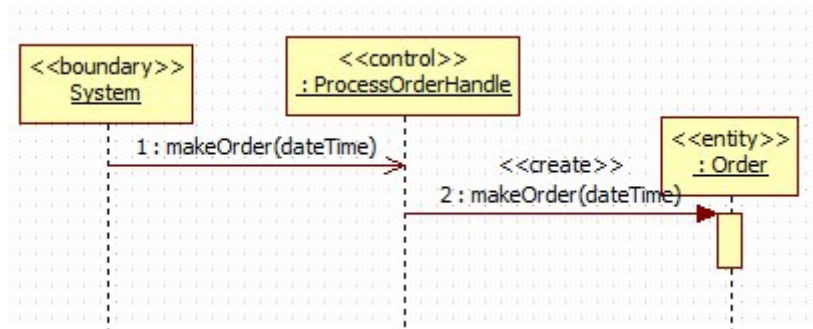 <<boundary>>
System
<<control>>
: ProcessOrderHandle
<<entity>>
: Order
1 : makeOrder(dateTime)
<<create>>
2 : makeOrder(dateTime)